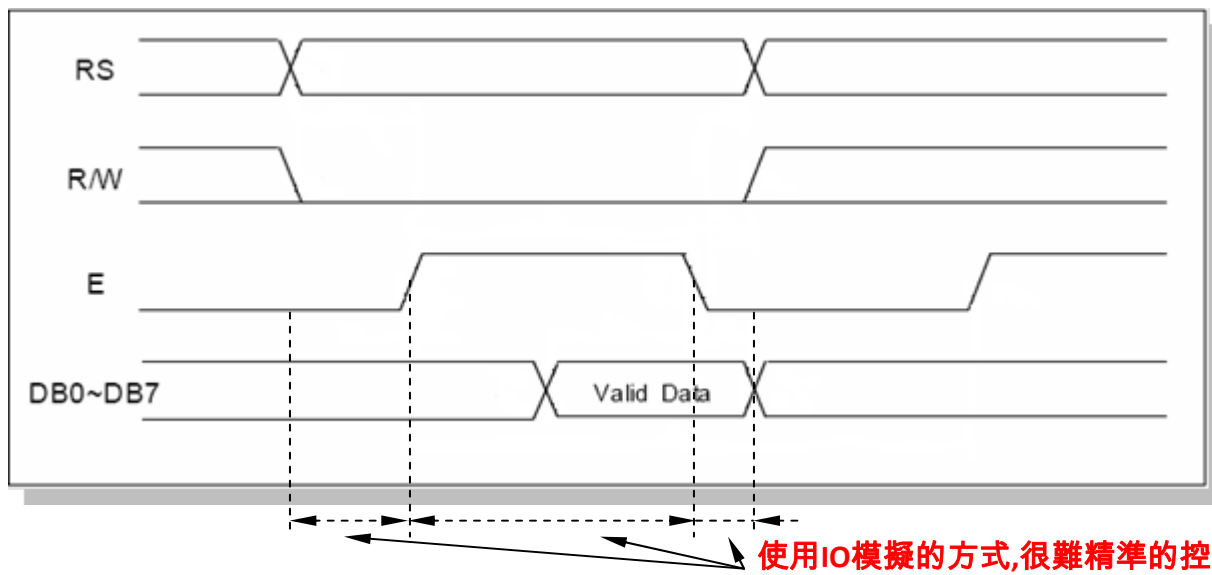 RS
R/W
E
DB0~DB7
Valid Data
使用IO模擬的方式,很難精準的控